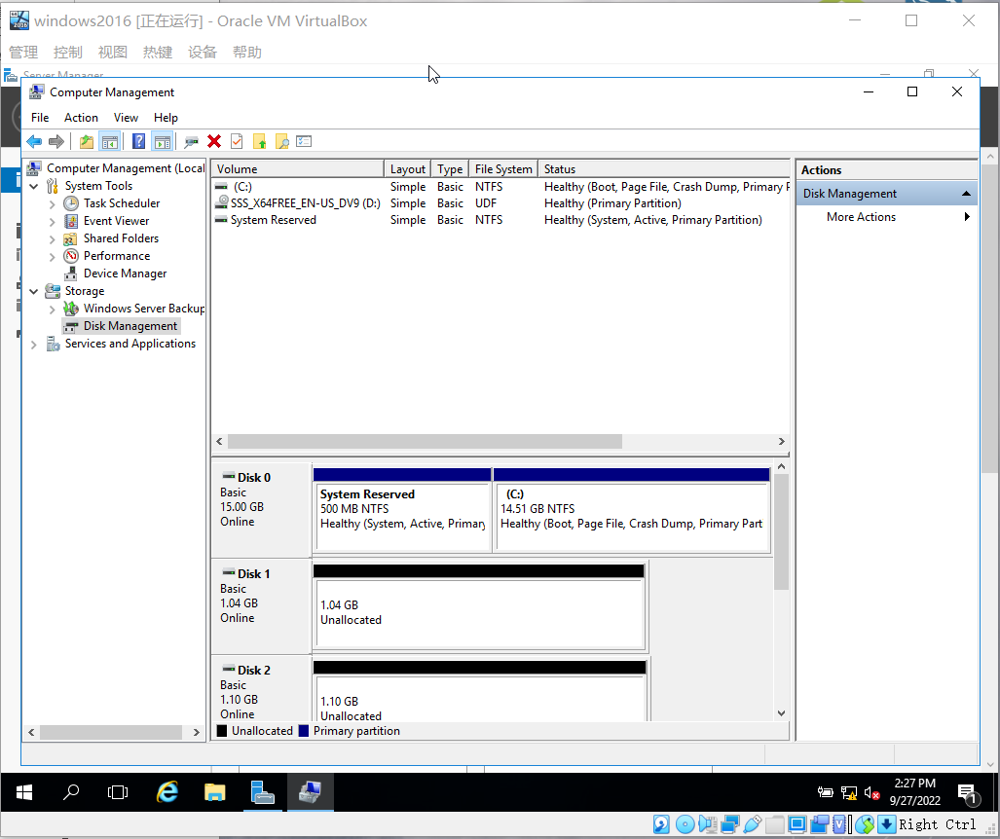 windows2016 [正在运行] - Oracle VM VirtualBox
管理 控制 视图 热键 设备 帮助
Server Manager
Computer Management
File Action View Help
Computer Management (Local
System Tools
Task Scheduler
Event Viewer
Shared Folders
Performance
Device Manager
Storage
Windows Server Backup
Disk Management
Services and Applications
Volume Layout Type File System Status
(C:) Simple Basic NTFS Healthy (Boot, Page File, Crash Dump, Primary P
SSS_X64FREE_EN-US_DV9 (D:) Simple Basic UDF Healthy (Primary Partition)
System Reserved Simple Basic NTFS Healthy (System, Active, Primary Partition)
Disk 0
Basic
15.00 GB
Online
System Reserved
500 MB NTFS
Healthy (System, Active, Primary
(C:)
14.51 GB NTFS
Healthy (Boot, Page File, Crash Dump, Primary Part
Disk 1
Basic
1.04 GB
Online
1.04 GB
Unallocated
Disk 2
Basic
1.10 GB
Online
1.10 GB
Unallocated
Unallocated Primary partition
Actions
Disk Management
More Actions
2:27 PM
9/27/2022
1
Right Ctrl